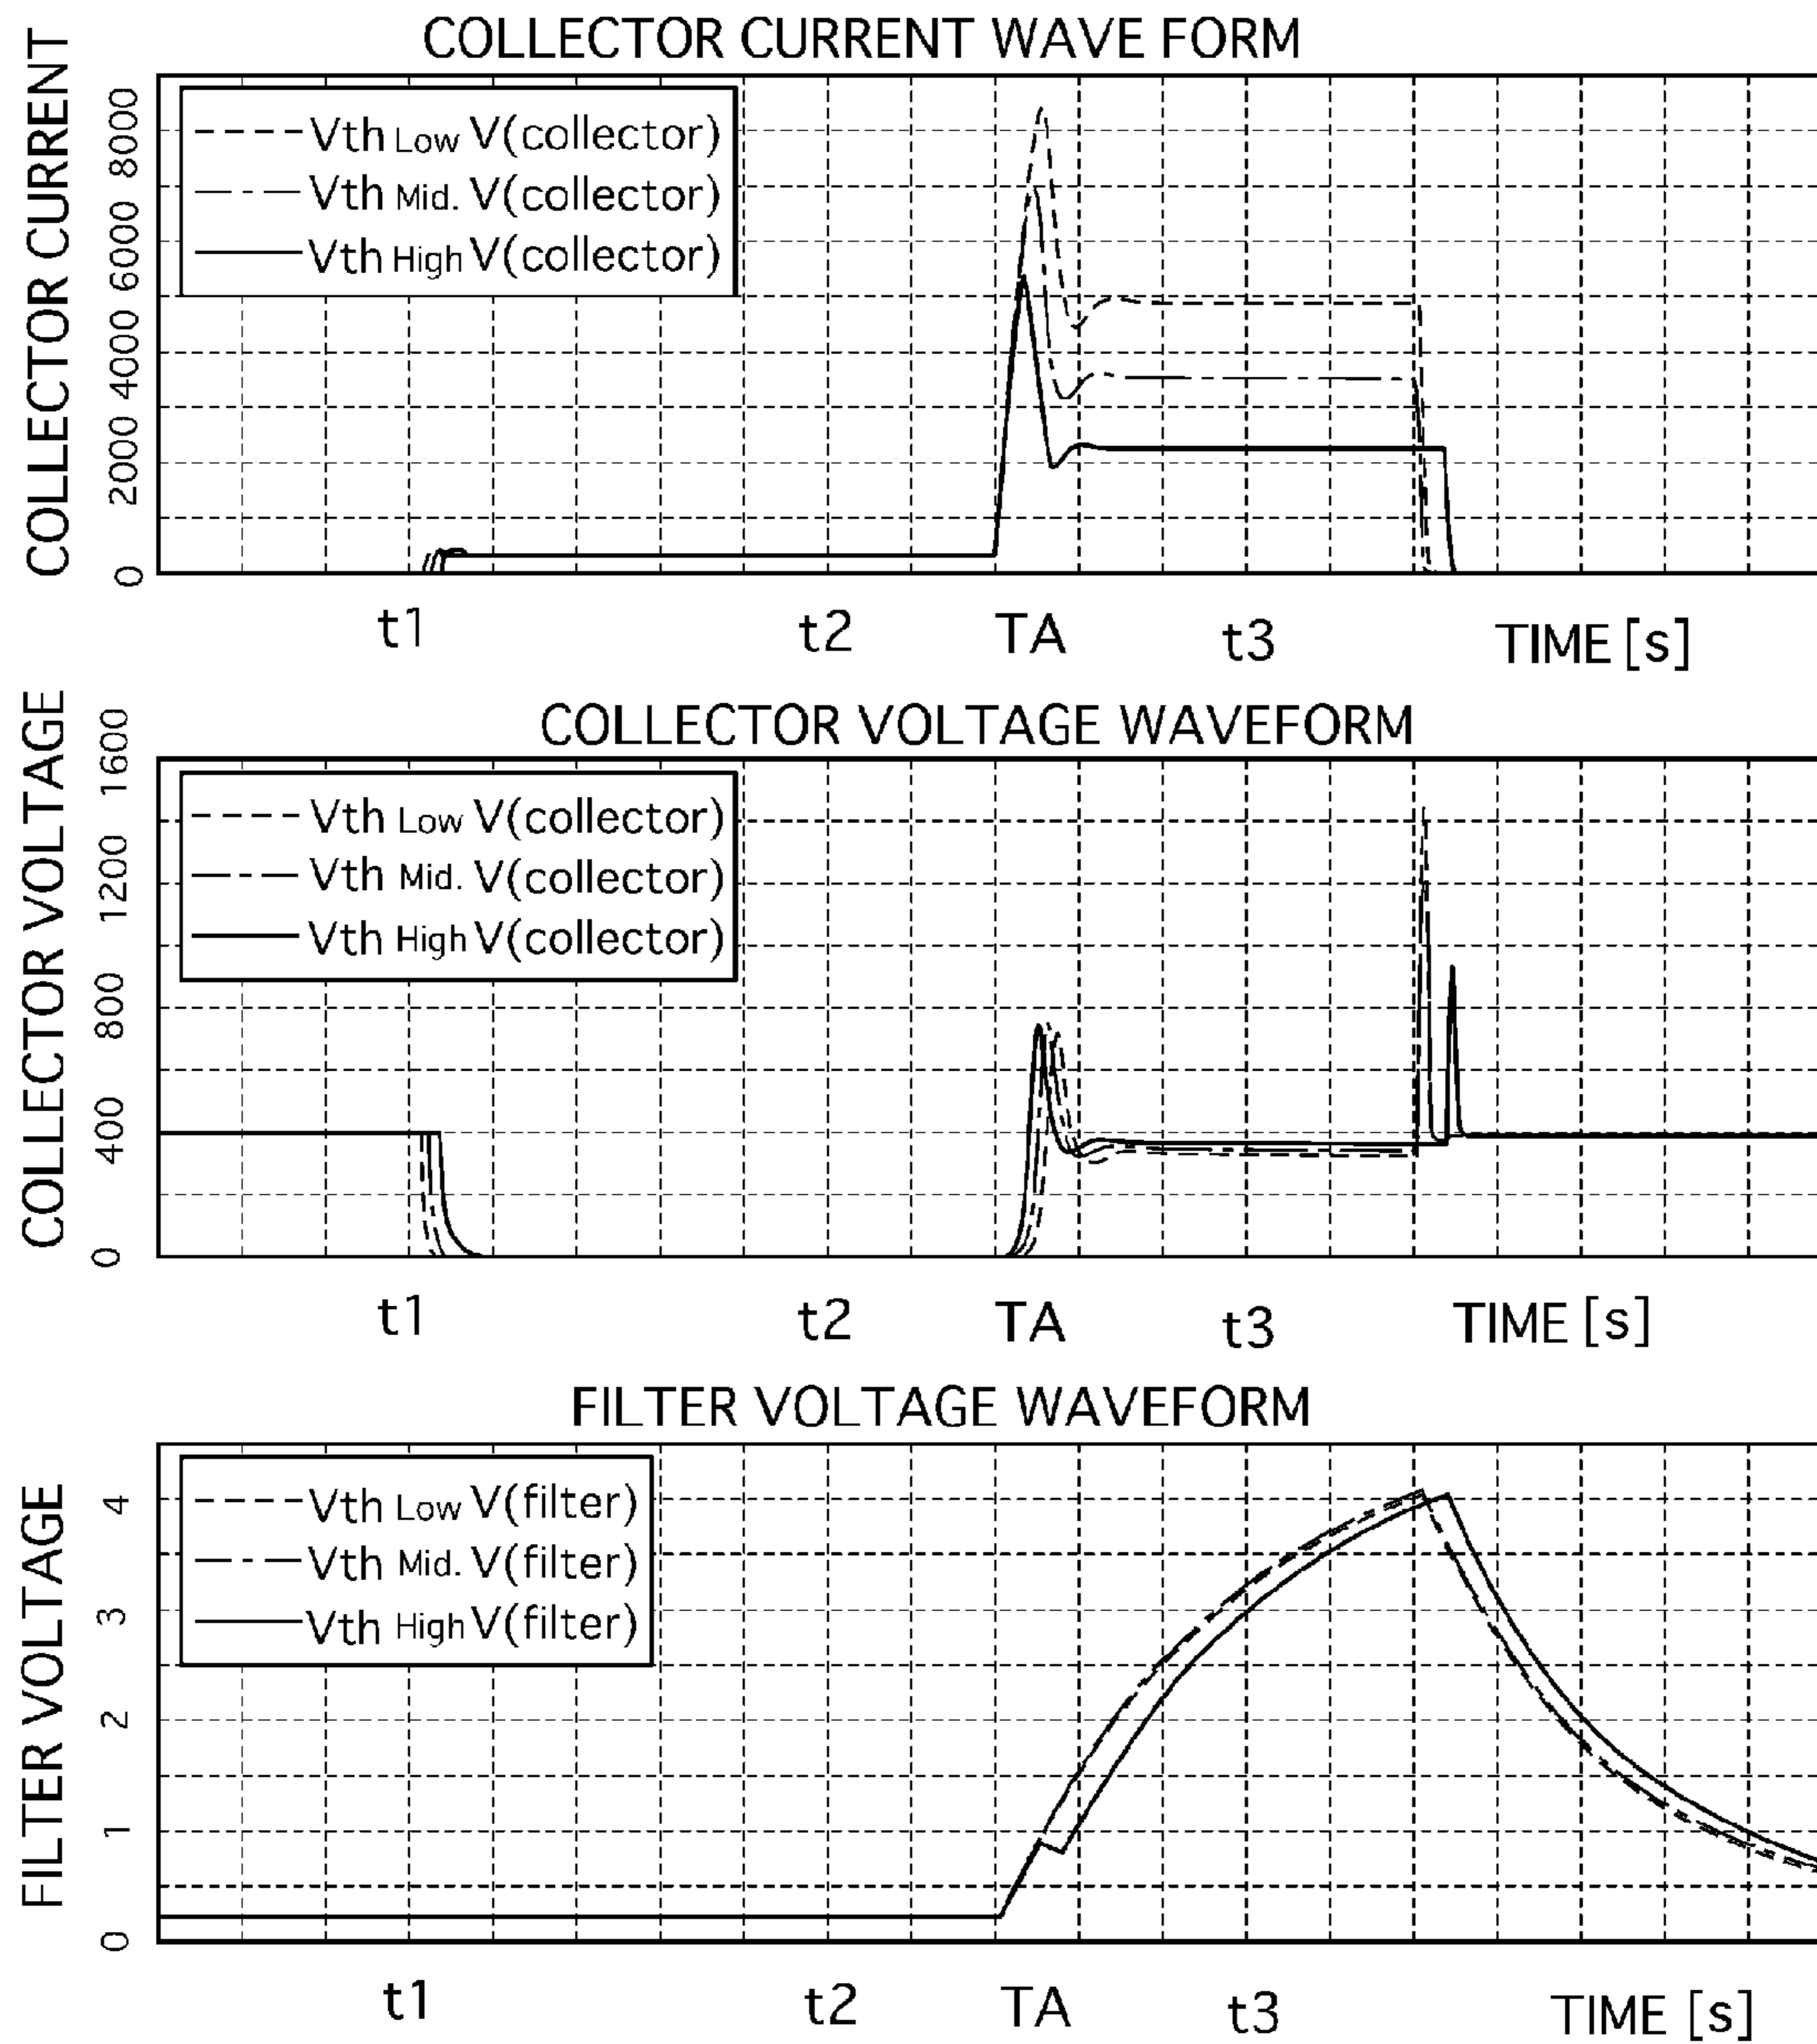 COLLECTOR CURRENT WAVE FORM
COLLECTOR CURRENT
8000
6000
4000
2000
0
Vth Low V(collector)
Vth Mid. V(collector)
Vth High V(collector)
t1 t2 TA t3 TIME [s]
COLLECTOR VOLTAGE WAVEFORM
COLLECTOR VOLTAGE
1600
1200
800
400
0
Vth Low V(collector)
Vth Mid. V(collector)
Vth High V(collector)
t1 t2 TA t3 TIME [s]
FILTER VOLTAGE WAVEFORM
FILTER VOLTAGE
4
3
2
1
0
Vth Low V(filter)
Vth Mid. V(filter)
Vth High V(filter)
t1 t2 TA t3 TIME [s]